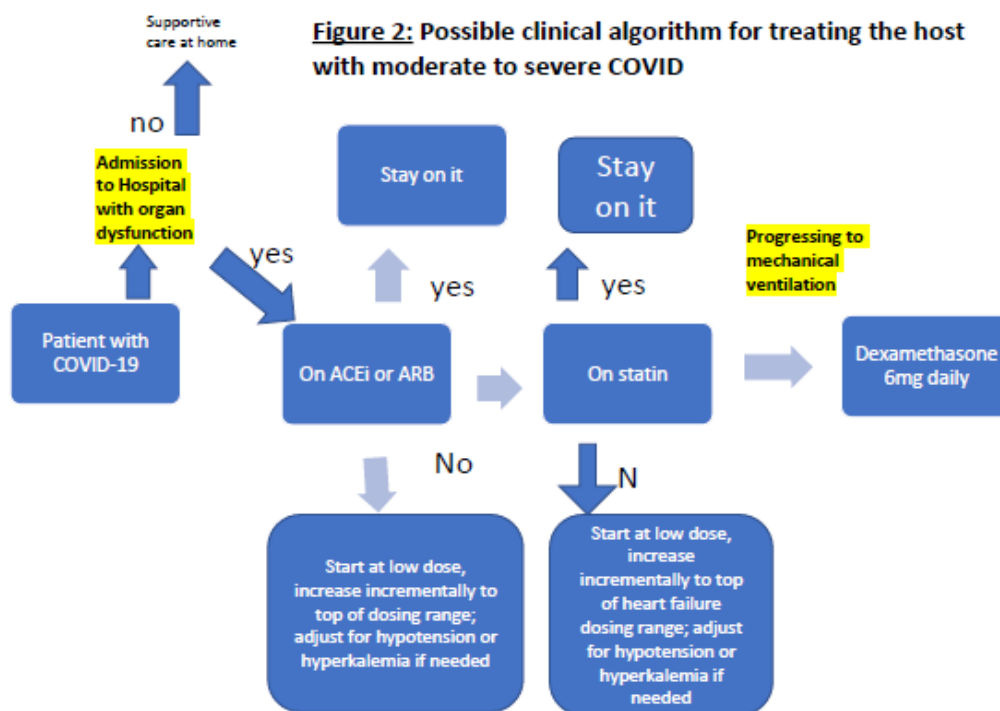 Supportive
care at home
Figure 2: Possible clinical algorithm for treating the host
with moderate to severe COVID
no
Admission
to Hospital
with organ
dysfunction
yes
Patient with
COVID-19
Stay on it
yes
On ACEi or ARB
No
Start at low dose,
increase incrementally to
top of dosing range;
adjust for hypotension or
hyperkalemia if needed
Stay
on it
yes
On statin
N
Start at low dose,
increase
incrementally to top
of heart failure
dosing range; adjust
for hypotension or
hyperkalemia if
needed
Progressing to
mechanical
ventilation
Dexamethasone
6mg daily